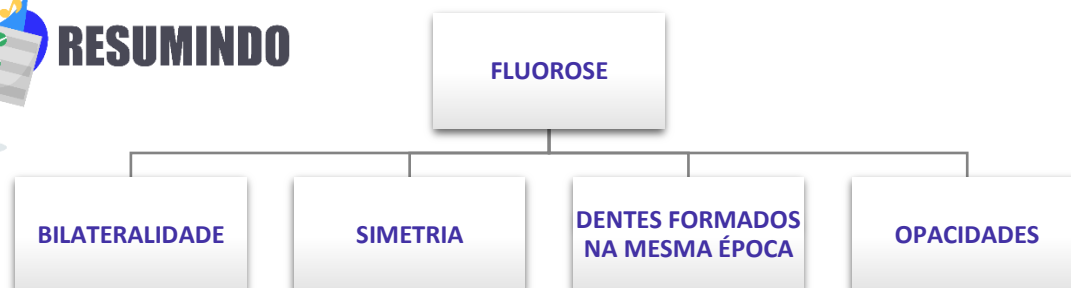 RESUMINDO
FLUOROSE
BILATERALIDADE
SIMETRIA
DENTES FORMADOS
NA MESMA ÉPOCA
OPACIDADES